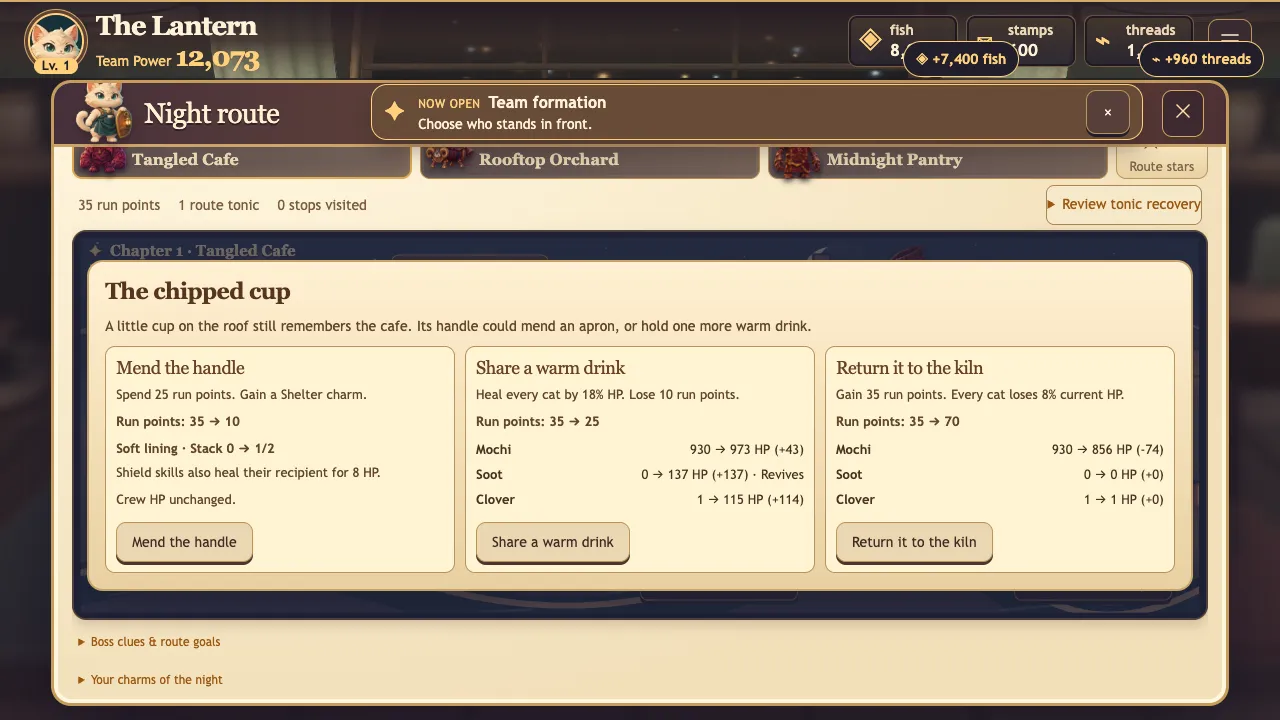 The Lantern
Team Power 12,073
Lv. 1
fish
8,
+7,400 fish
stamps
threads
1,
+960 threads
Night route
NOW OPEN Team formation
Choose who stands in front.
×
Tangled Cafe
Rooftop Orchard
Midnight Pantry
Route stars
35 run points 1 route tonic 0 stops visited
▶ Review tonic recovery
Chapter 1 · Tangled Cafe
The chipped cup
A little cup on the roof still remembers the cafe. Its handle could mend an apron, or hold one more warm drink.
Mend the handle
Spend 25 run points. Gain a Shelter charm.
Run points: 35 → 10
Soft lining · Stack 0 → 1/2
Shield skills also heal their recipient for 8 HP.
Crew HP unchanged.
Mend the handle
Share a warm drink
Heal every cat by 18% HP. Lose 10 run points.
Run points: 35 → 25
Mochi 930 → 973 HP (+43)
Soot 0 → 137 HP (+137) · Revives
Clover 1 → 115 HP (+114)
Share a warm drink
Return it to the kiln
Gain 35 run points. Every cat loses 8% current HP.
Run points: 35 → 70
Mochi 930 → 856 HP (-74)
Soot 0 → 0 HP (+0)
Clover 1 → 1 HP (+0)
Return it to the kiln
▶ Boss clues & route goals
▶ Your charms of the night